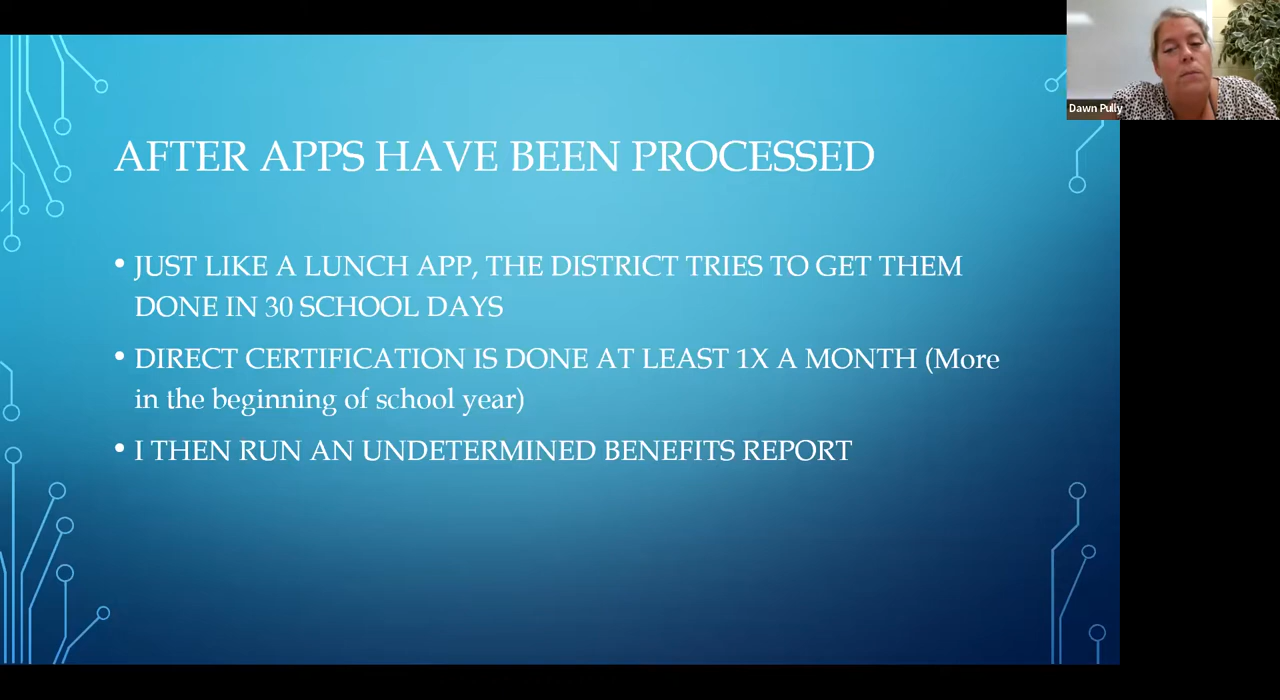 Dawn Pully
AFTER APPS HAVE BEEN PROCESSED
• JUST LIKE A LUNCH APP, THE DISTRICT TRIES TO GET THEM
DONE IN 30 SCHOOL DAYS
• DIRECT CERTIFICATION IS DONE AT LEAST 1X A MONTH (More
in the beginning of school year)
• I THEN RUN AN UNDETERMINED BENEFITS REPORT